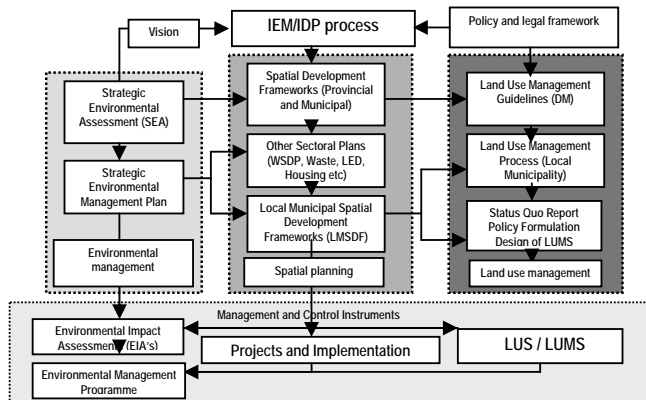 IEM/IDP process
Policy and legal framework
Vision
Strategic
Environmental
Assessment (SEA)
Strategic
Environmental
Management Plan
Environmental
management
Spatial Development
Frameworks (Provincial
and Municipal)
Other Sectoral Plans
(WSDP, Waste, LED,
Housing etc)
Local Municipal Spatial
Development
Frameworks (LMSDF)
Spatial planning
Land Use Management
Guidelines (DM)
Land Use Management
Process (Local
Municipality)
Status Quo Report
Policy Formulation
Design of LUMS
Land use management
Management and Control Instruments
Environmental Impact
Assessments (EIA's)
Projects and Implementation
LUS / LUMS
Environmental Management
Programme